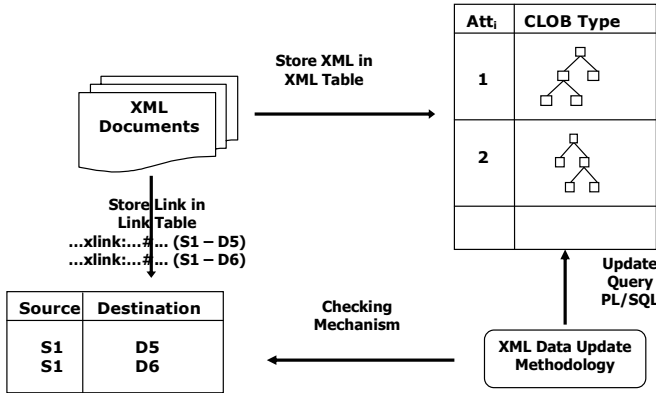 Att_i CLOB Type
Store XML in
XML Table
1
XML
Documents
2
Store Link in
Link Table
...xlink:...#... (S1 – D5)
...xlink:...#... (S1 – D6)
Update
Query
PL/SQL
Source Destination
Checking
Mechanism
S1 D5
S1 D6
XML Data Update
Methodology